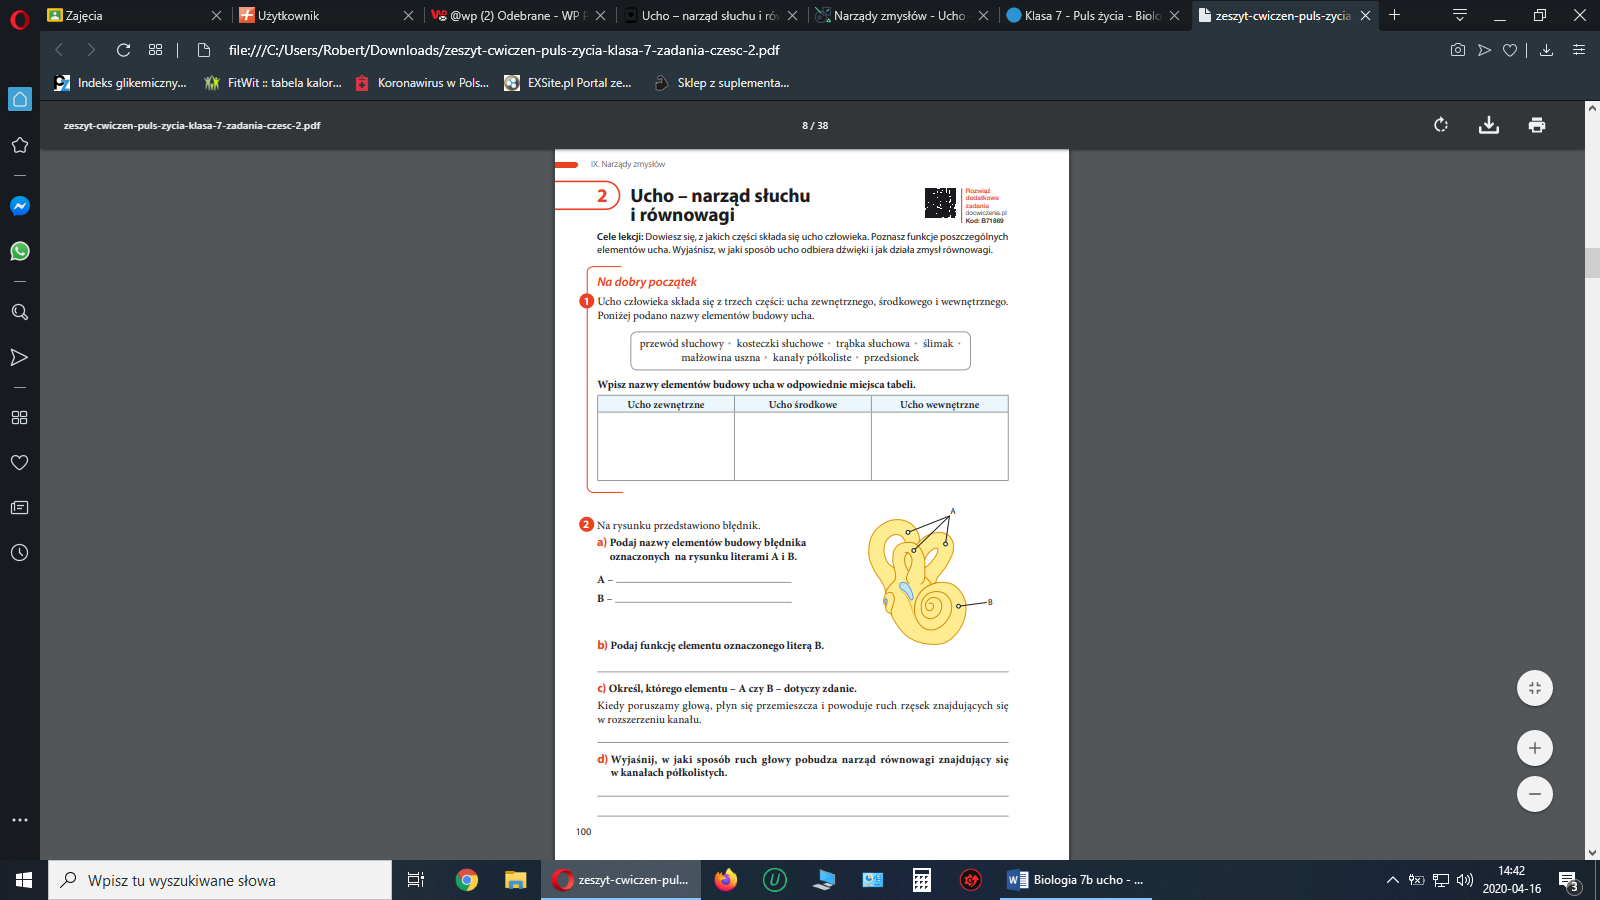 Zajęcia
Użytkownik
@wp (2) Odebrane - WP P
Ucho – narząd słuchu i rów
Narządy zmysłów - Ucho -
Klasa 7 - Puls życia - Biolo
zeszyt-cwiczen-puls-zycia-
file:///C:/Users/Robert/Downloads/zeszyt-cwiczen-puls-zycia-klasa-7-zadania-czesc-2.pdf
Indeks glikemiczny...
FitWit :: tabela kalor...
Koronawirus w Pols...
EXSite.pl Portal ze...
Sklep z suplementa...
zeszyt-cwiczen-puls-zycia-klasa-7-zadania-czesc-2.pdf
8 / 38
IX. Narządy zmysłów
2
Ucho – narząd słuchu
i równowagi
Rozwiąż
dodatkowe
zadania
docwiczenia.pl
Kod: B71869
Cele lekcji: Dowiesz się, z jakich części składa się ucho człowieka. Poznasz funkcje poszczególnych
elementów ucha. Wyjaśnisz, w jaki sposób ucho odbiera dźwięki i jak działa zmysł równowagi.
Na dobry początek
1 Ucho człowieka składa się z trzech części: ucha zewnętrznego, środkowego i wewnętrznego.
Poniżej podano nazwy elementów budowy ucha.
przewód słuchowy • kosteczki słuchowe • trąbka słuchowa • ślimak •
małżowina uszna • kanały półkoliste • przedsionek
Wpisz nazwy elementów budowy ucha w odpowiednie miejsca tabeli.
Ucho zewnętrzne
Ucho środkowe
Ucho wewnętrzne
2 Na rysunku przedstawiono błędnik.
a) Podaj nazwy elementów budowy błędnika
oznaczonych na rysunku literami A i B.
A –
B –
A
B
b) Podaj funkcję elementu oznaczonego literą B.
c) Określ, którego elementu – A czy B – dotyczy zdanie.
Kiedy poruszamy głową, płyn się przemieszcza i powoduje ruch rzęsek znajdujących się
w rozszerzeniu kanału.
d) Wyjaśnij, w jaki sposób ruch głowy pobudza narząd równowagi znajdujący się
w kanałach półkolistych.
100
Wpisz tu wyszukiwane słowa
zeszyt-cwiczen-pul...
Biologia 7b ucho - ...
14:42
2020-04-16
3